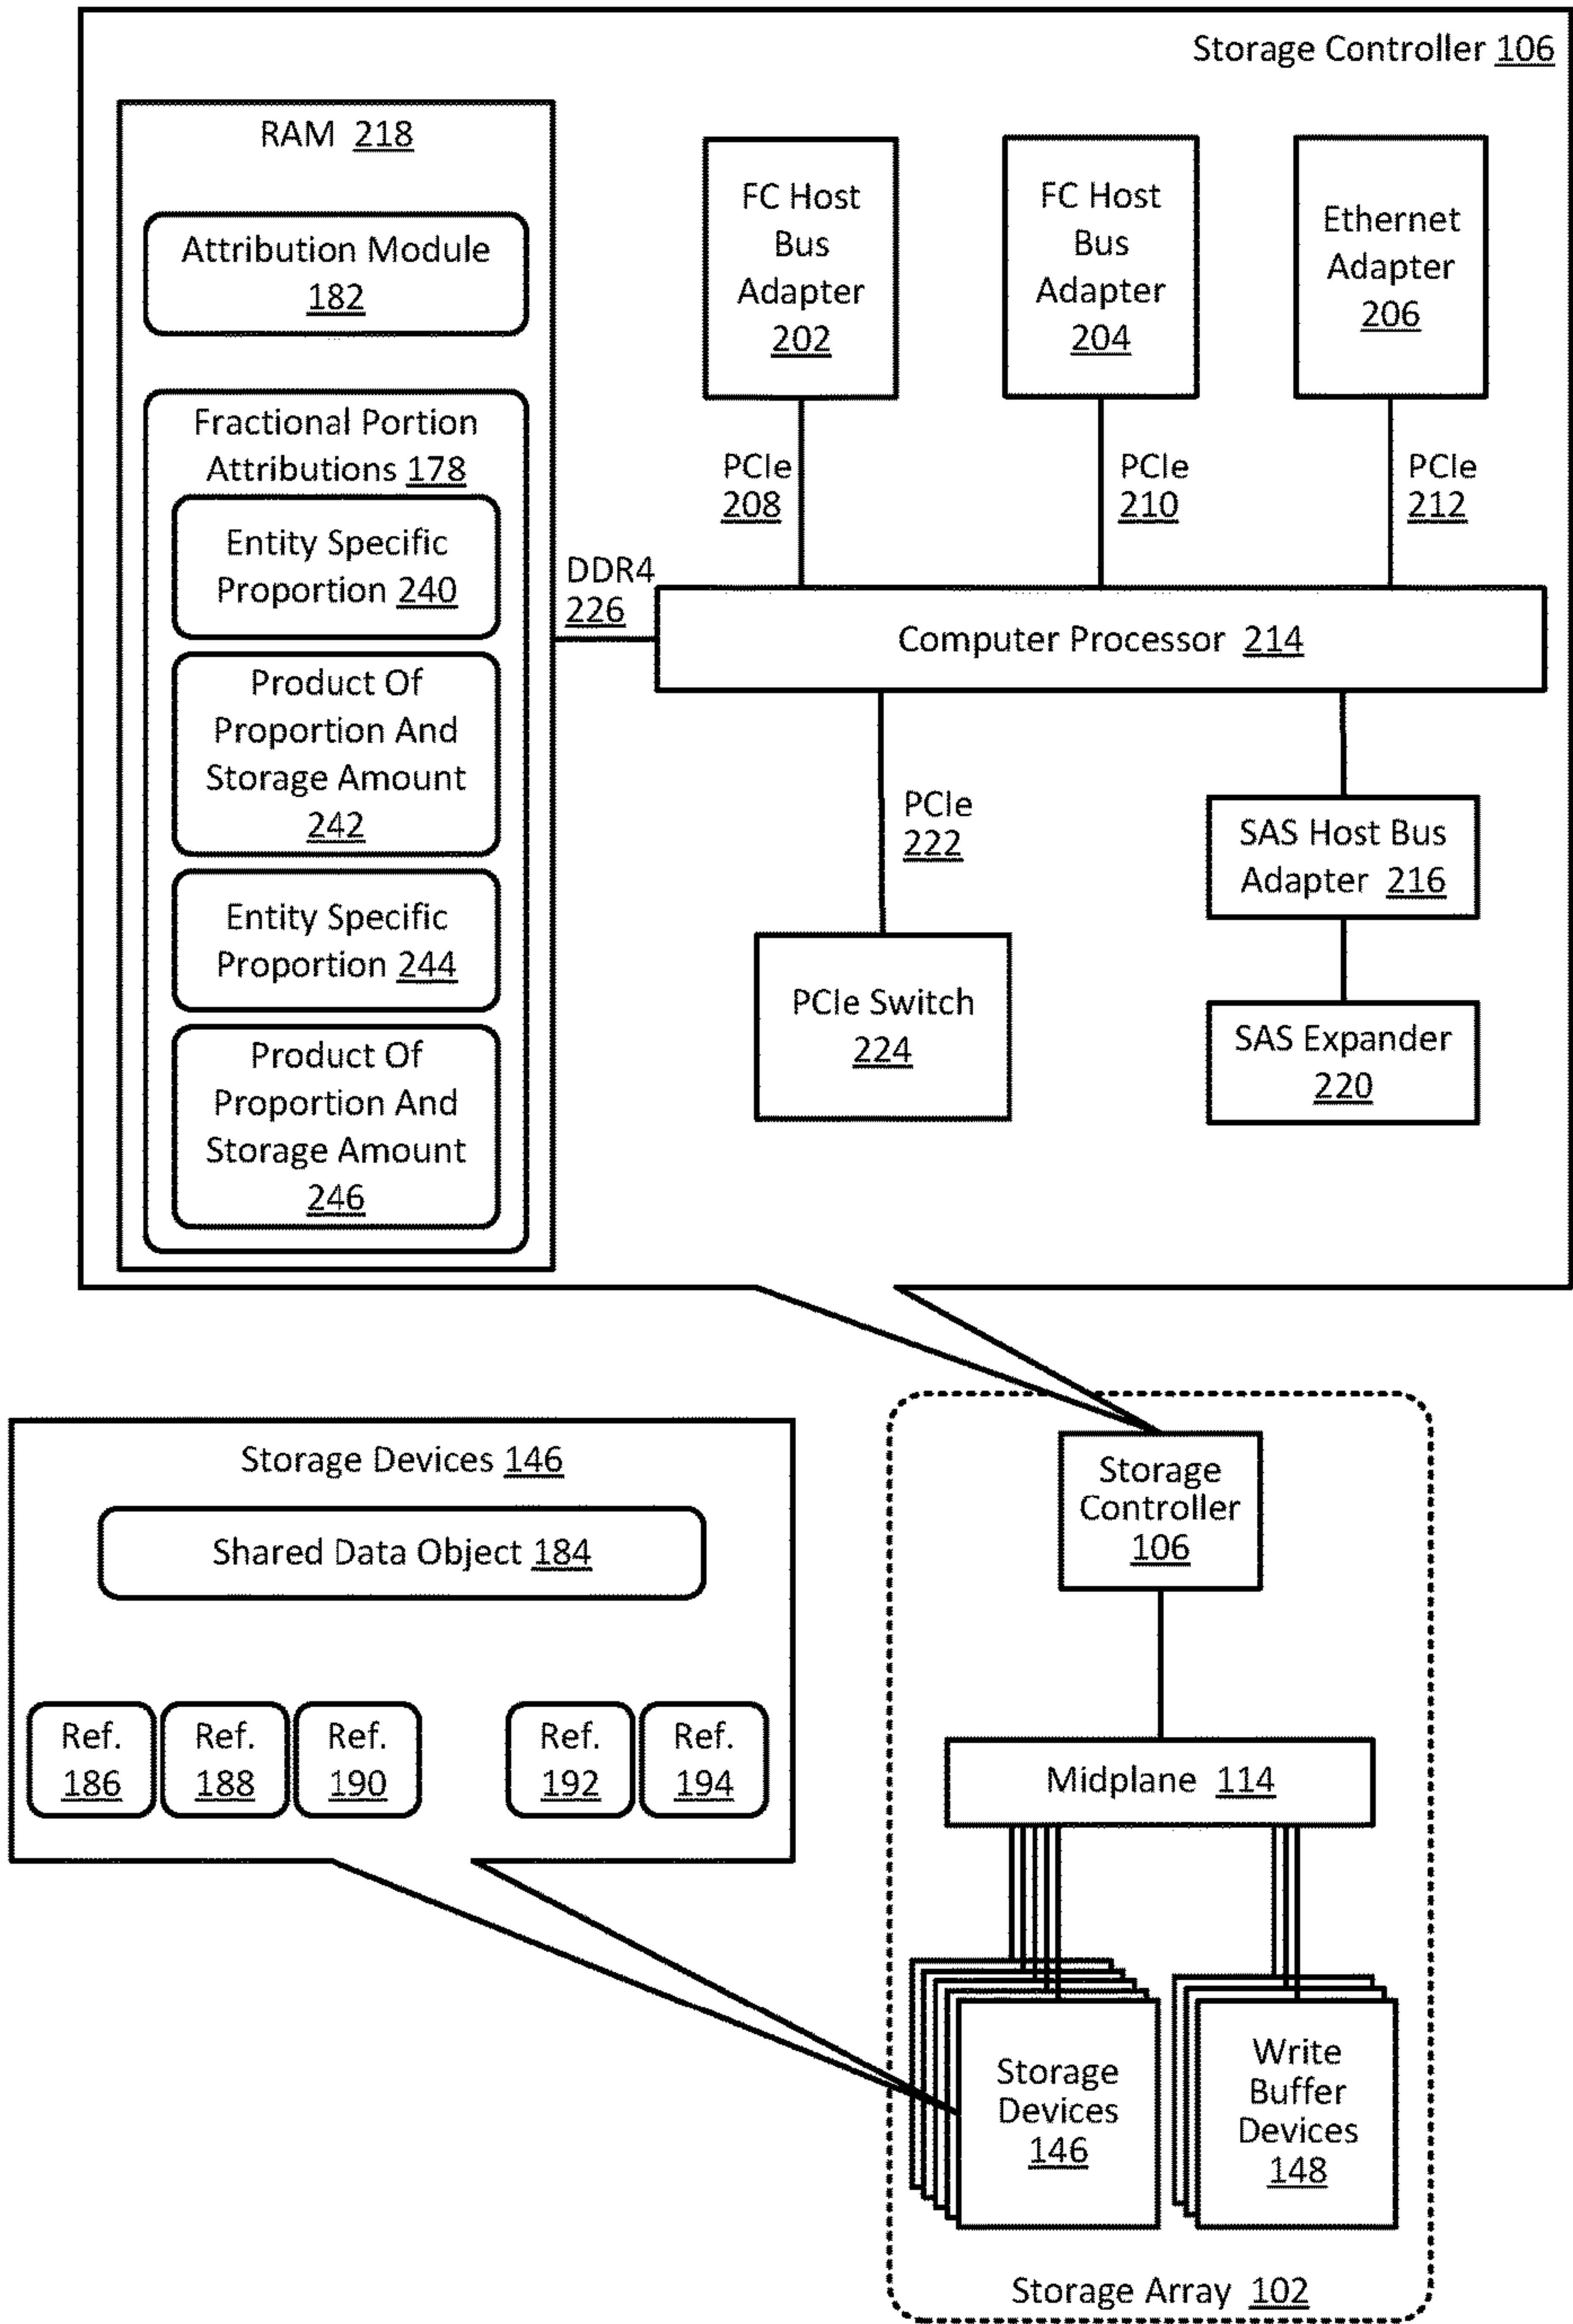 Storage Controller 106
RAM 218
Attribution Module
182
Fractional Portion
Attributions 178
Entity Specific
Proportion 240
Product Of
Proportion And
Storage Amount
242
Entity Specific
Proportion 244
Product Of
Proportion And
Storage Amount
246
DDR4
226
FC Host
Bus
Adapter
202
FC Host
Bus
Adapter
204
Ethernet
Adapter
206
PCIe
208
PCIe
210
PCIe
212
Computer Processor 214
PCIe
222
PCIe Switch
224
SAS Host Bus
Adapter 216
SAS Expander
220
Storage Devices 146
Shared Data Object 184
Ref.
186
Ref.
188
Ref.
190
Ref.
192
Ref.
194
Storage
Controller
106
Midplane 114
Storage
Devices
146
Write
Buffer
Devices
148
Storage Array 102